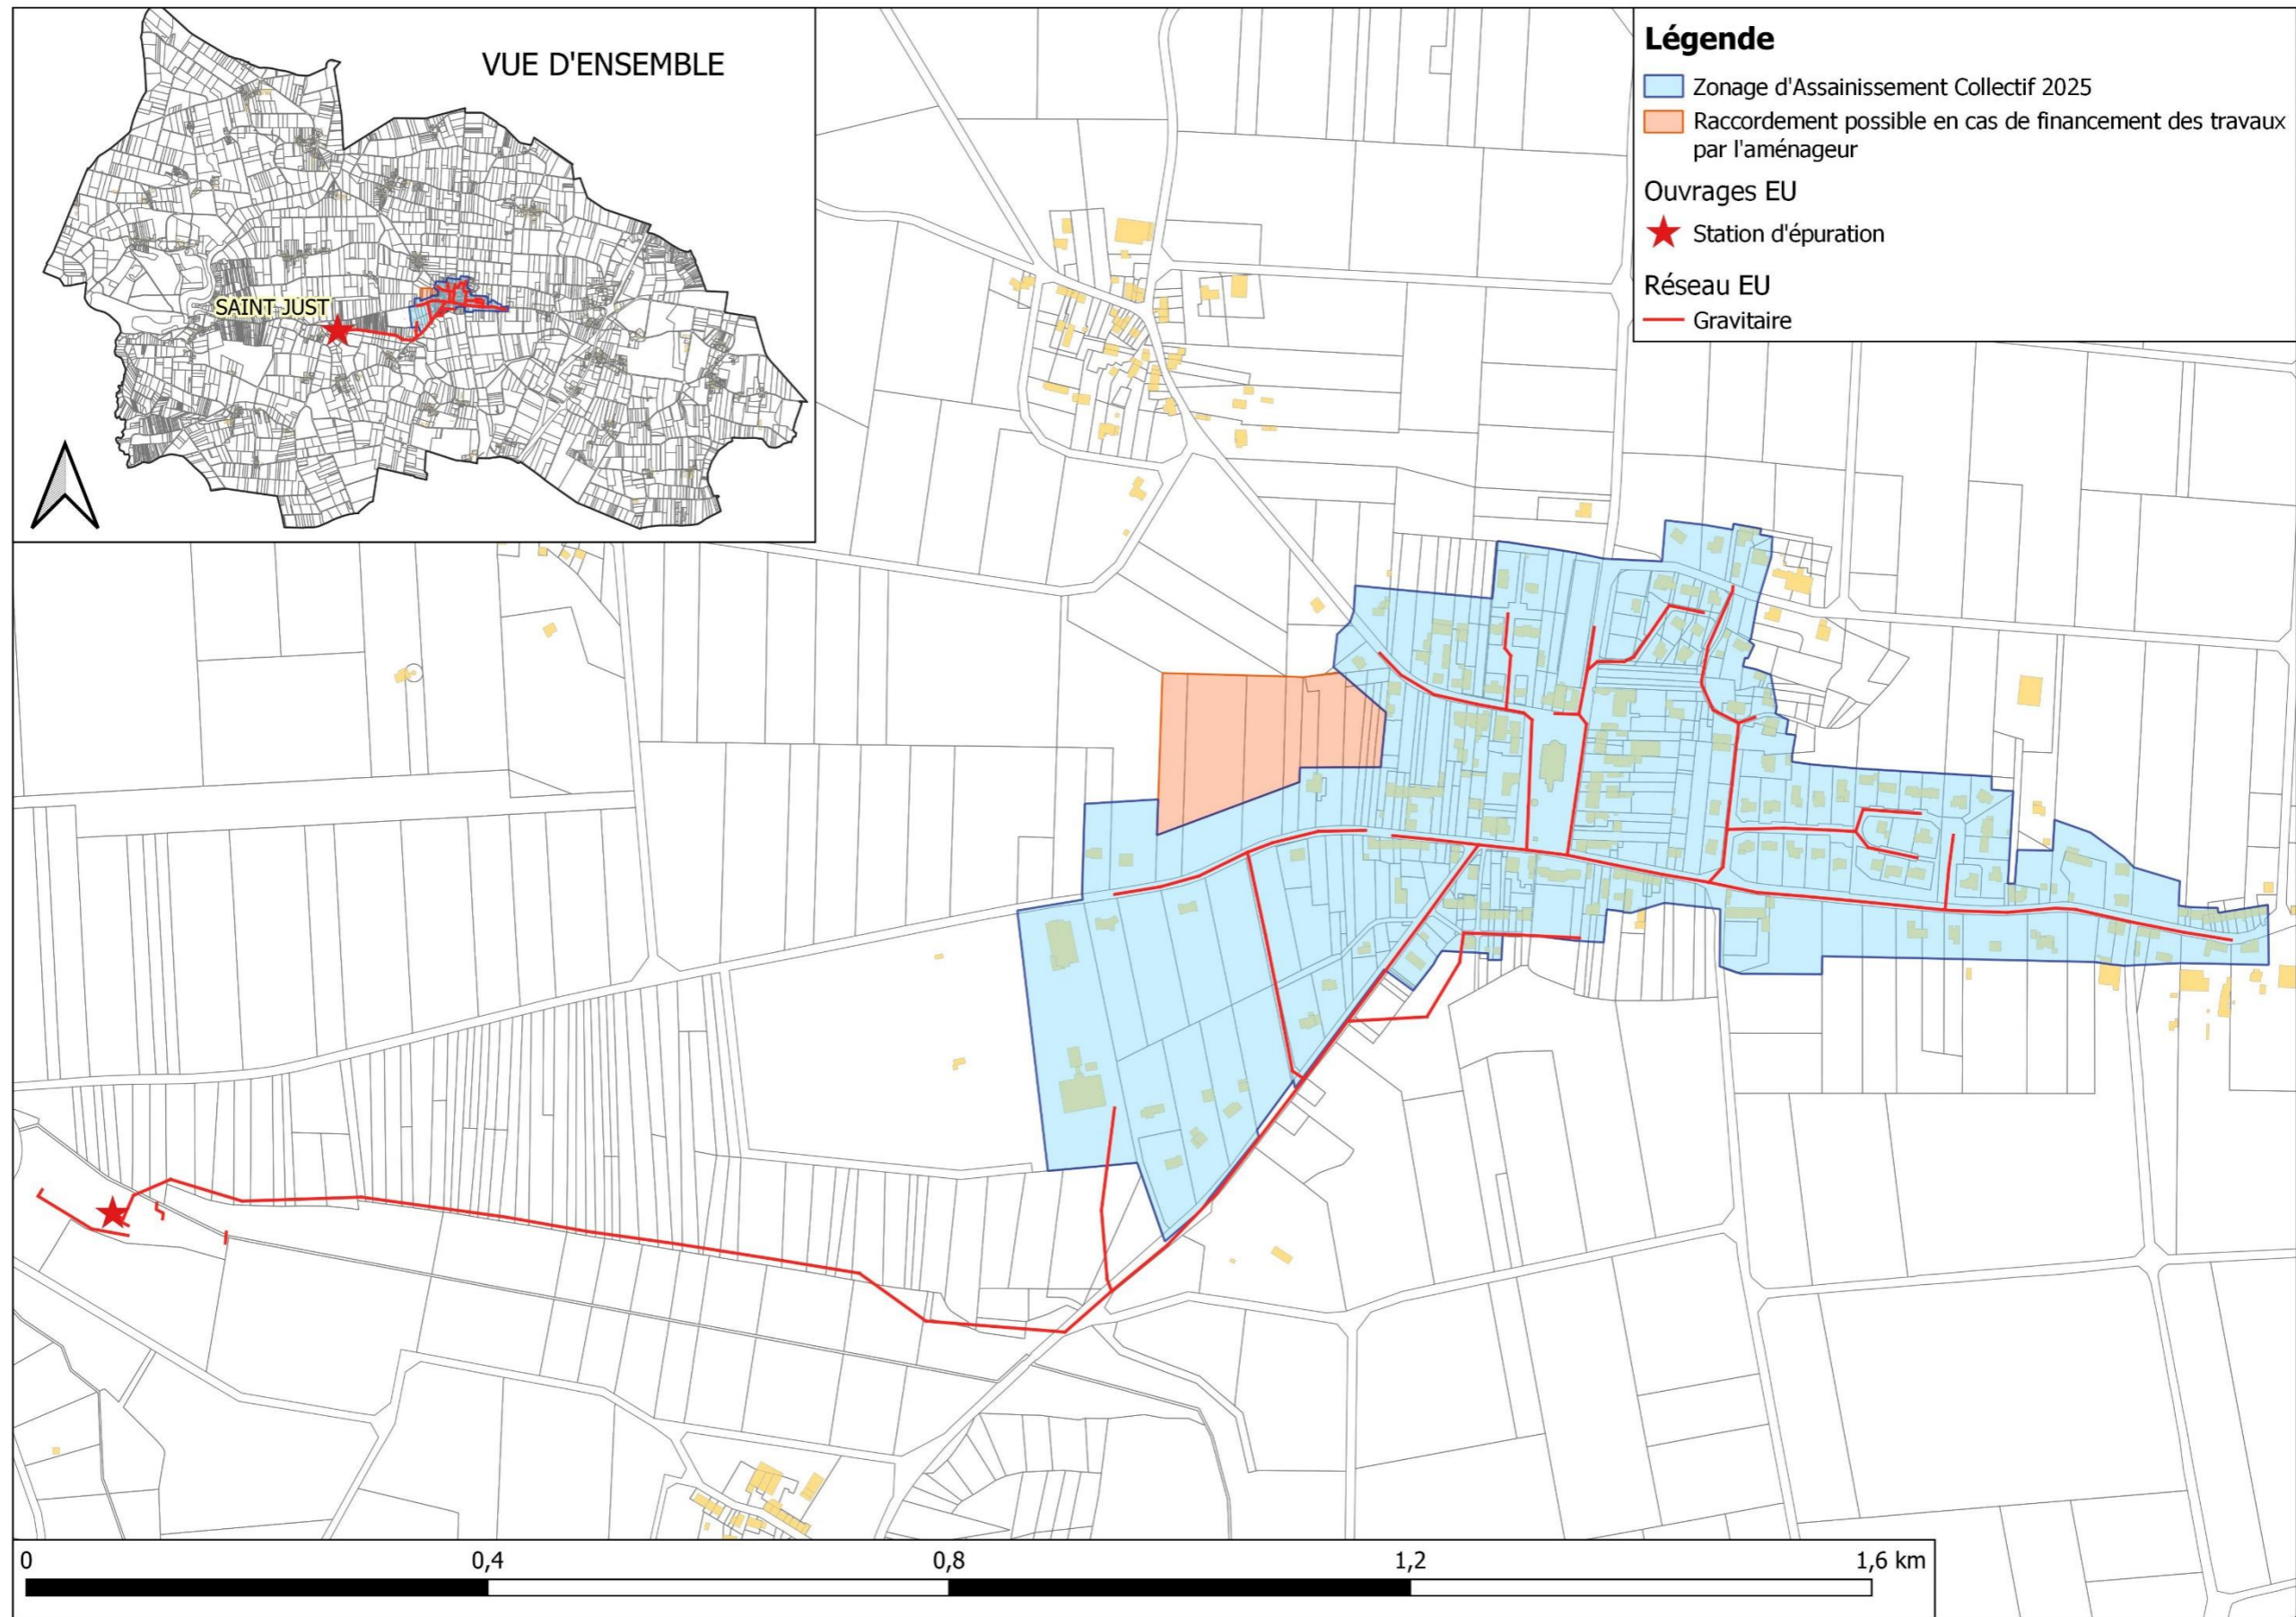 VUE D'ENSEMBLE
SAINT JUST
Légende
Zonage d'Assainissement Collectif 2025
Raccordement possible en cas de financement des travaux
par l'aménageur
Ouvrages EU
Station d'épuration
Réseau EU
Gravitaire
0
0,4
0,8
1,2
1,6 km